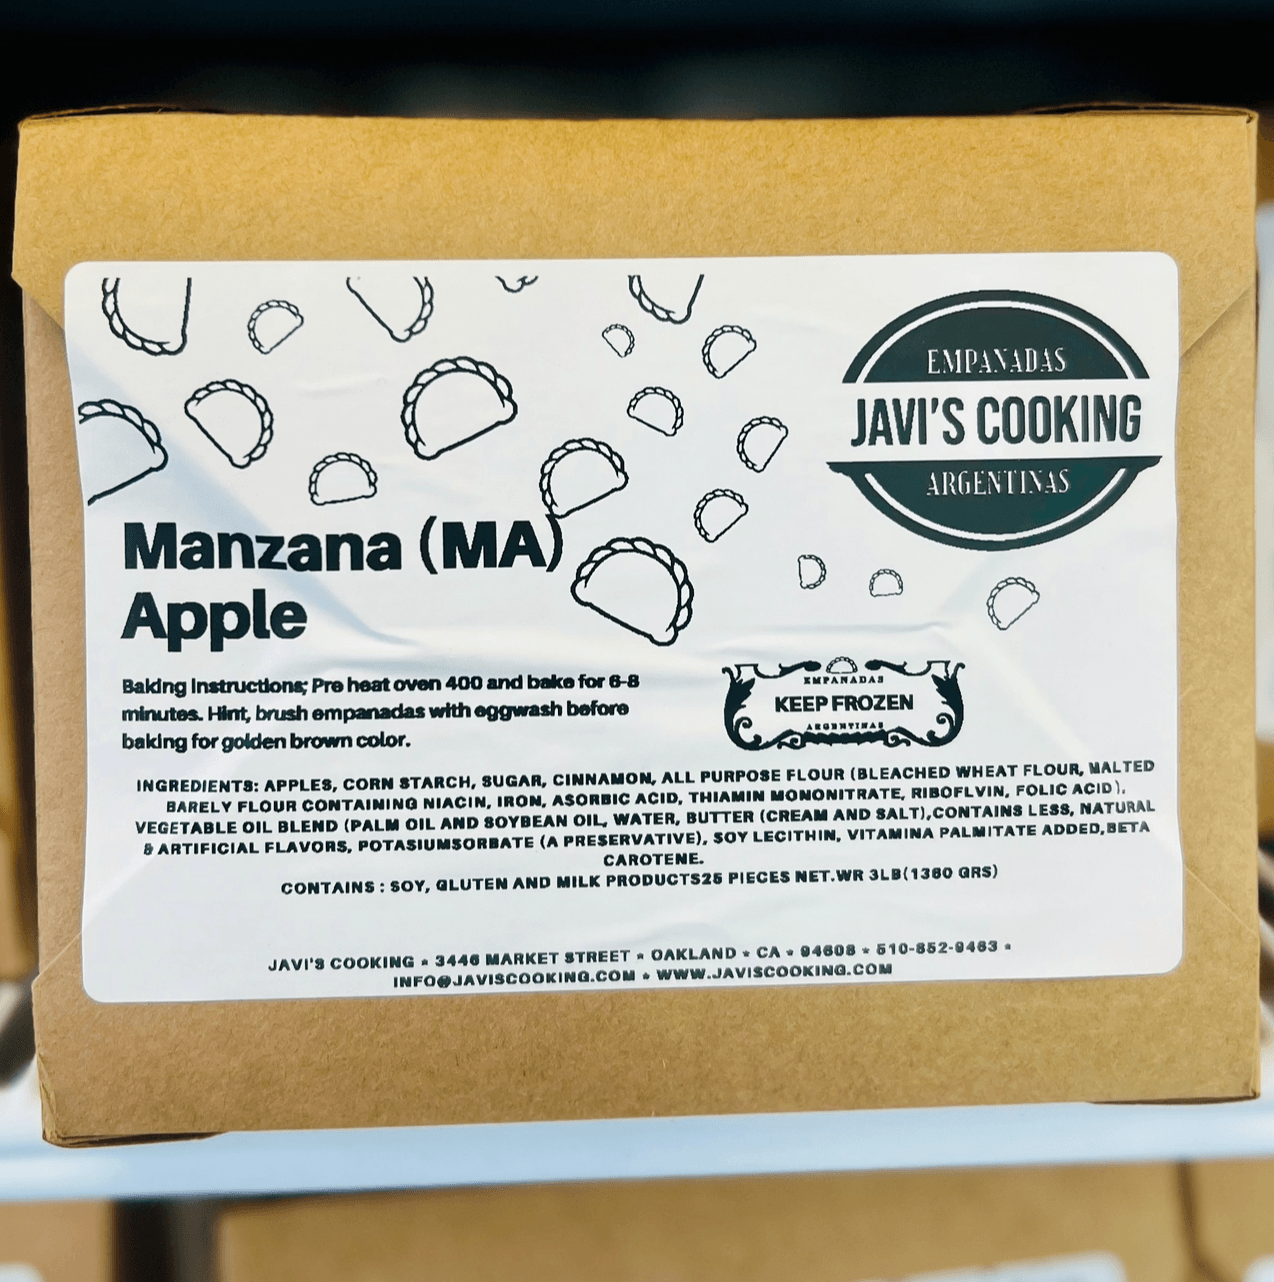 EMPANADAS
JAVI'S COOKING
ARGENTINAS
Manzana (MA)
Apple
Baking Instructions; Pre heat oven 400 and bake for 6-8
minutes. Hint, brush empanadas with eggwash before
baking for golden brown color.
EMPANADAS
KEEP FROZEN
ARGENTINAS
INGREDIENTS: APPLES, CORN STARCH, SUGAR, CINNAMON, ALL PURPOSE FLOUR (BLEACHED WHEAT FLOUR, MALTED
BARELY FLOUR CONTAINING NIACIN, IRON, ASORBIC ACID, THIAMIN MONONITRATE, RIBOFLVIN, FOLIC ACID),
VEGETABLE OIL BLEND (PALM OIL AND SOYBEAN OIL, WATER, BUTTER (CREAM AND SALT),CONTAINS LESS, NATURAL
& ARTIFICIAL FLAVORS, POTASIUMSORBATE (A PRESERVATIVE), SOY LECITHIN, VITAMINA PALMITATE ADDED,BETA
CAROTENE.
CONTAINS : SOY, GLUTEN AND MILK PRODUCTS25 PIECES NET.WR 3LB(1360 GRS)
JAVI'S COOKING * 3446 MARKET STREET * OAKLAND * CA * 94608 * 510-852-9463 *
INFO@JAVISCOOKING.COM * WWW.JAVISCOOKING.COM